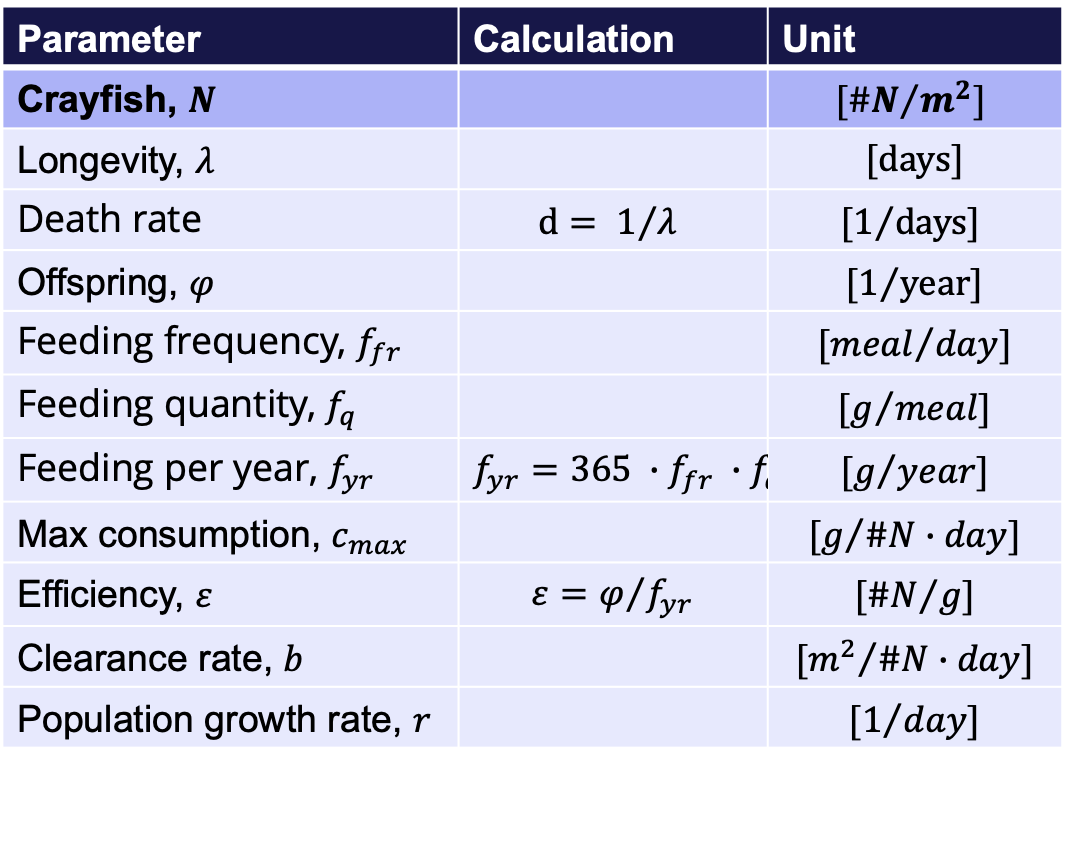 Parameter Calculation Unit
Crayfish, N [#N/m²]
Longevity, λ [days]
Death rate d = 1/λ [1/days]
Offspring, φ [1/year]
Feeding frequency, f_fr [meal/day]
Feeding quantity, f_q [g/meal]
Feeding per year, f_yr f_yr = 365 · f_fr · f [g/year]
Max consumption, c_max [g/#N · day]
Efficiency, ε ε = φ/f_yr [#N/g]
Clearance rate, b [m²/#N · day]
Population growth rate, r [1/day]